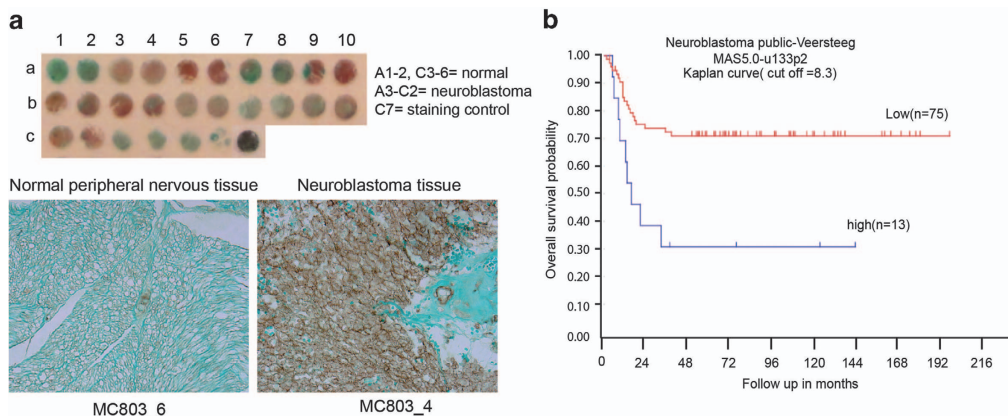 a
1 2 3 4 5 6 7 8 9 10
a
b
c
A1-2, C3-6= normal
A3-C2= neuroblastoma
C7= staining control
Normal peripheral nervous tissue
Neuroblastoma tissue
MC803_6
MC803_4
b
Neuroblastoma public-Veersteeg
MAS5.0-u133p2
Kaplan curve( cut off =8.3)
Overall survival probability
1.00
0.90
0.80
0.70
0.60
0.50
0.40
0.30
0.20
0.10
0.00
Low(n=75)
high(n=13)
0 24 48 72 96 120 144 168 192 216
Follow up in months